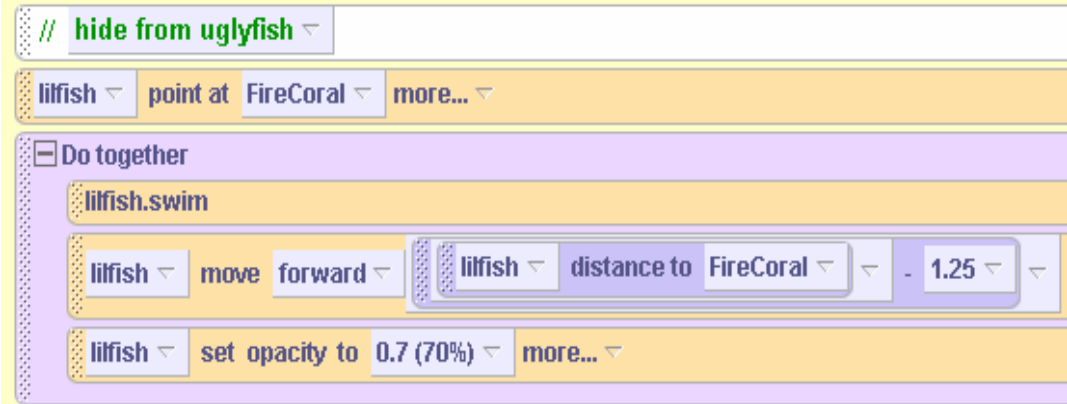 // hide from uglyfish
lilfish point at FireCoral more...
Do together
lilfish.swim
lilfish move forward lilfish distance to FireCoral - 1.25
lilfish set opacity to 0.7 (70%) more...